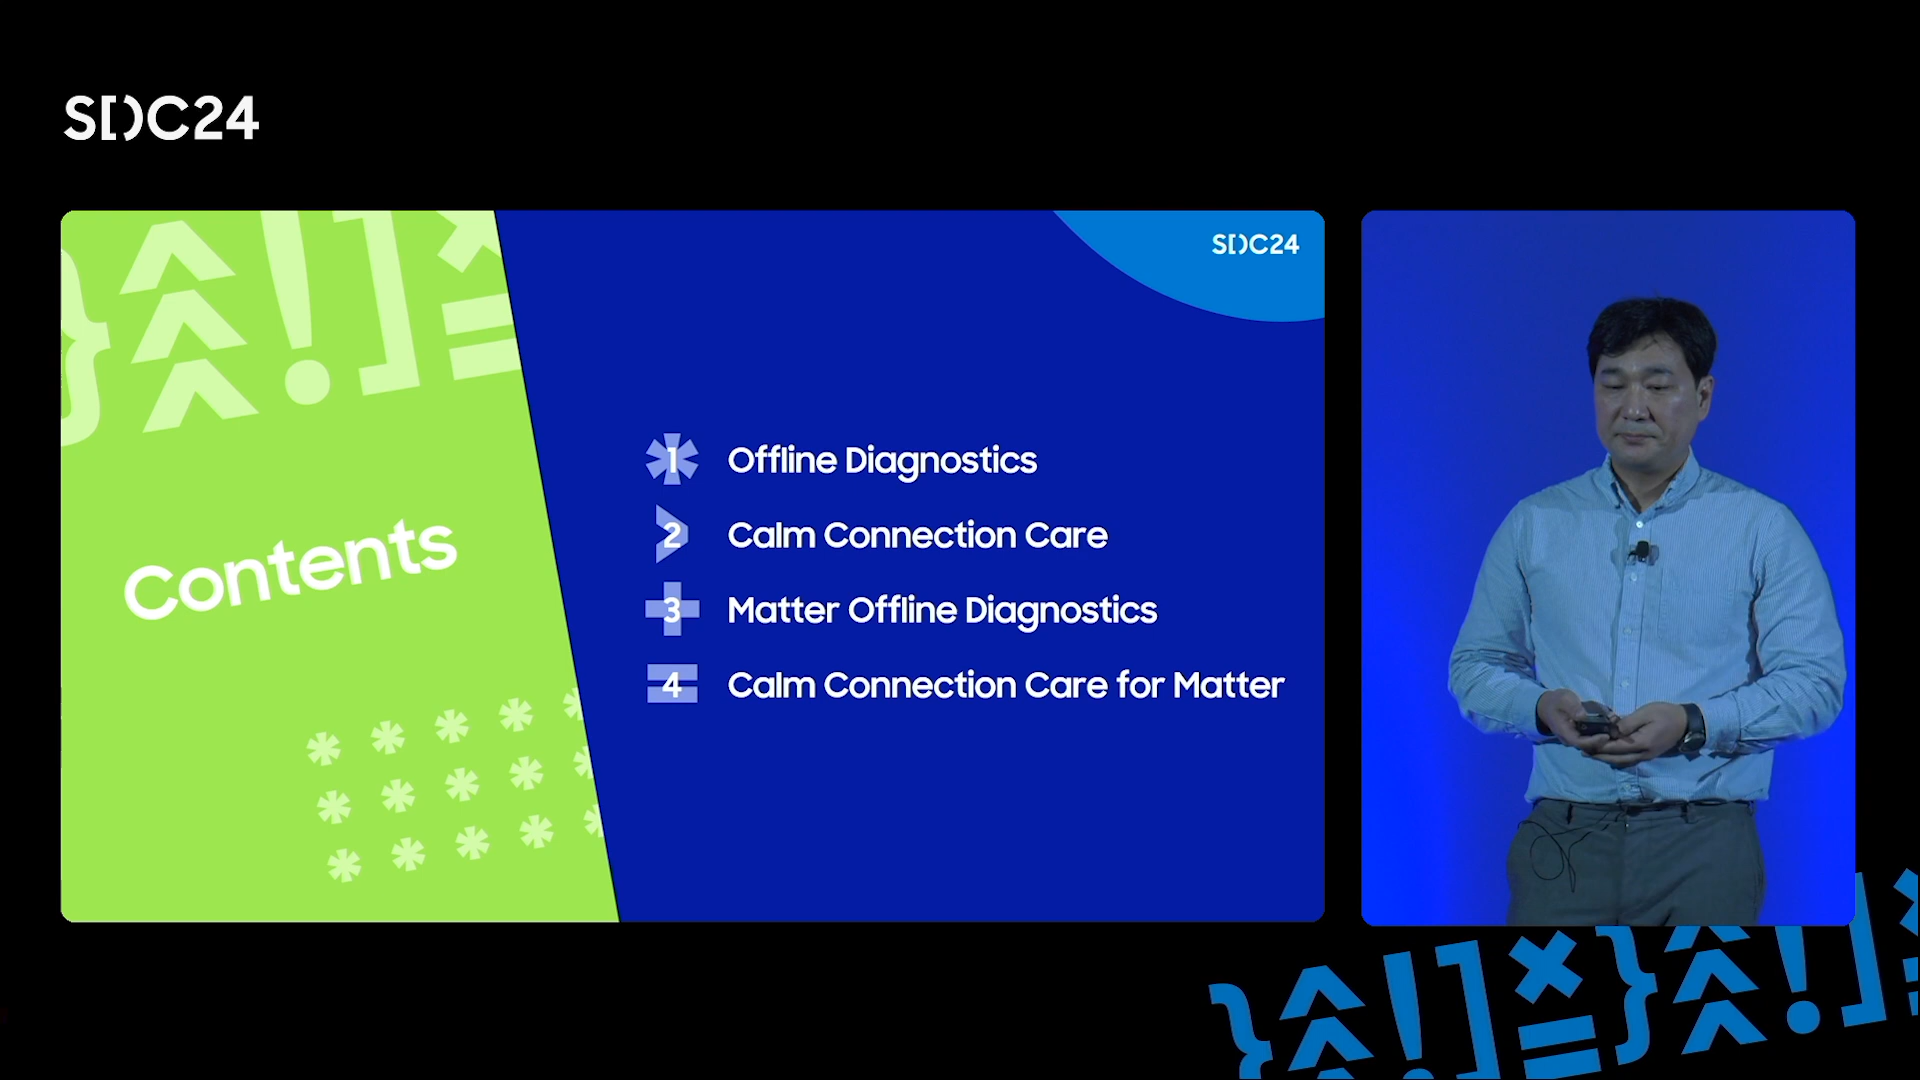 SDC24
SDC24
Contents
1 Offline Diagnostics
2 Calm Connection Care
3 Matter Offline Diagnostics
4 Calm Connection Care for Matter